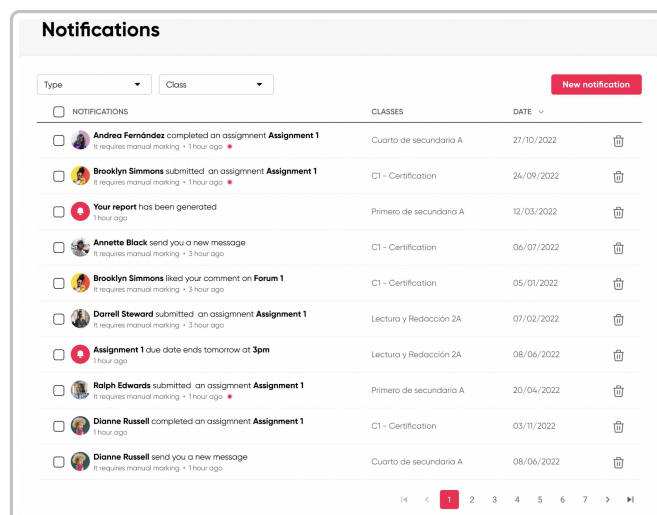 Notifications
Type Class New notification
NOTIFICATIONS CLASSES DATE
Andrea Fernández completed an assigmnent Assignment 1
It requires manual marking • 1 hour ago
Cuarto de secundaria A 27/10/2022
Brooklyn Simmons submitted an assigmnent Assignment 1
It requires manual marking • 1 hour ago
C1 - Certification 24/09/2022
Your report has been generated
1 hour ago
Primero de secundaria A 12/03/2022
Annette Black send you a new message
It requires manual marking • 3 hour ago
C1 - Certification 06/07/2022
Brooklyn Simmons liked your comment on Forum 1
It requires manual marking • 3 hour ago
C1 - Certification 05/01/2022
Darrell Steward submitted an assigmnent Assignment 1
It requires manual marking • 3 hour ago
Lectura y Redacción 2A 07/02/2022
Assignment 1 due date ends tomorrow at 3pm
1 hour ago
Lectura y Redacción 2A 08/06/2022
Ralph Edwards submitted an assigmnent Assignment 1
It requires manual marking • 1 hour ago
Primero de secundaria A 20/04/2022
Dianne Russell completed an assigmnent Assignment 1
1 hour ago
C1 - Certification 03/11/2022
Dianne Russell send you a new message
It requires manual marking • 1 hour ago
Cuarto de secundaria A 08/06/2022
1 2 3 4 5 6 7